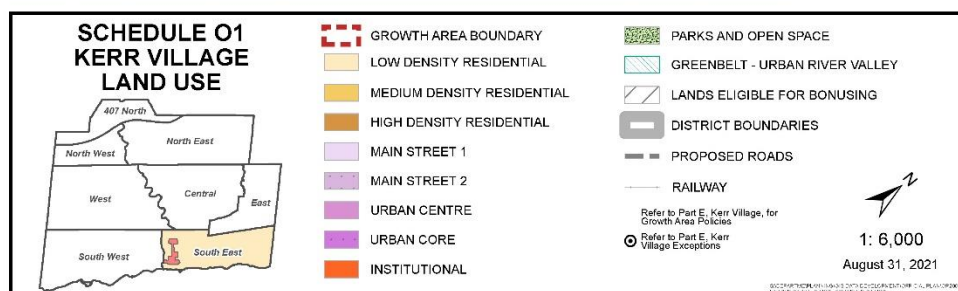 SCHEDULE O1
KERR VILLAGE
LAND USE
407 North
North West
North East
West
Central
East
South West
South East
GROWTH AREA BOUNDARY
LOW DENSITY RESIDENTIAL
MEDIUM DENSITY RESIDENTIAL
HIGH DENSITY RESIDENTIAL
MAIN STREET 1
MAIN STREET 2
URBAN CENTRE
URBAN CORE
INSTITUTIONAL
PARKS AND OPEN SPACE
GREENBELT - URBAN RIVER VALLEY
LANDS ELIGIBLE FOR BONUSING
DISTRICT BOUNDARIES
PROPOSED ROADS
RAILWAY
Refer to Part E, Kerr Village, for
Growth Area Policies
Refer to Part E, Kerr
Village Exceptions
N
1: 6,000
August 31, 2021